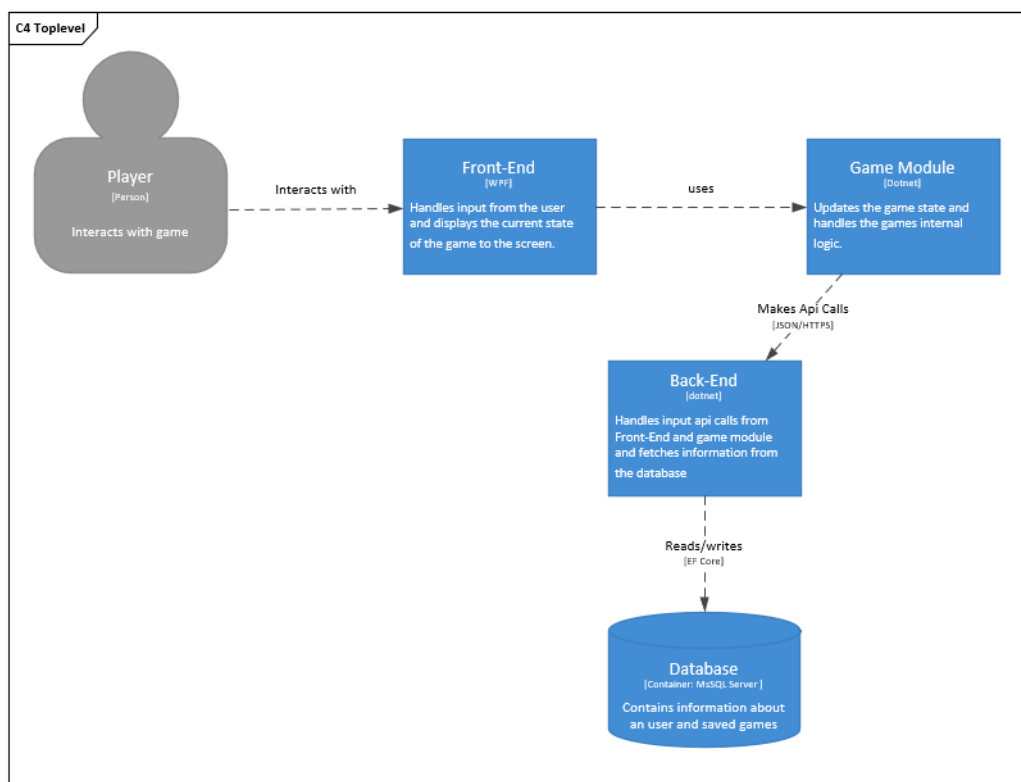 C4 Toplevel
Player
[Person]
Interacts with game
Interacts with
Front-End
[WPF]
Handles input from the user
and displays the current state
of the game to the screen.
uses
Game Module
[Dotnet]
Updates the game state and
handles the games internal
logic.
Makes Api Calls
[JSON/HTTPS]
Back-End
[dotnet]
Handles input api calls from
Front-End and game module
and fetches information from
the database
Reads/writes
[EF Core]
Database
[Container: MsSQL Server ]
Contains information about
an user and saved games